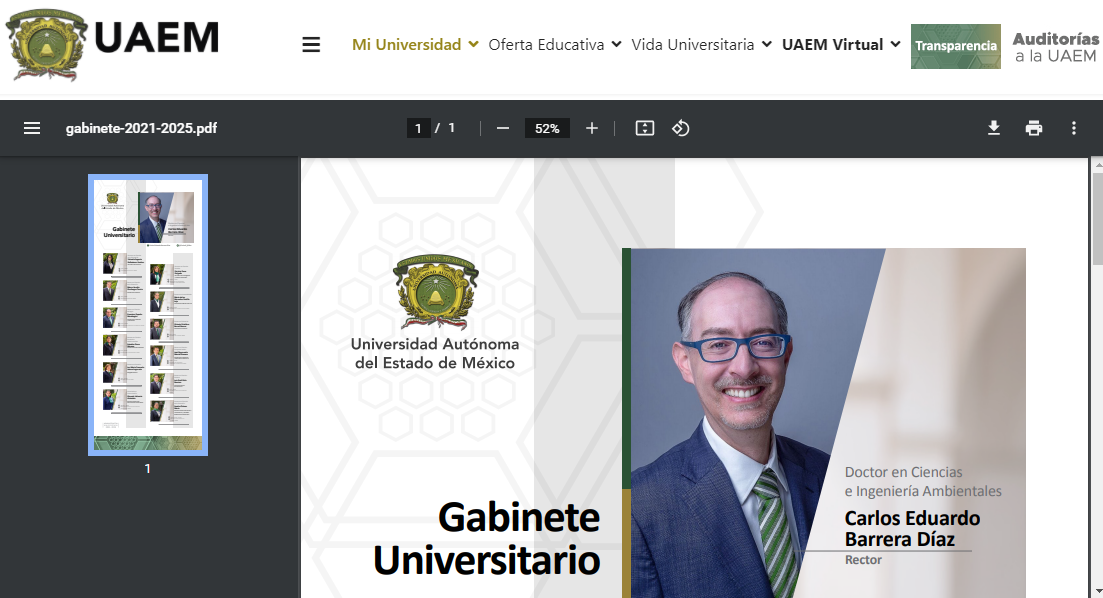 UAEM
Mi Universidad
Oferta Educativa
Vida Universitaria
UAEM Virtual
Transparencia
Auditorías
a la UAEM
gabinete-2021-2025.pdf
1 / 1
52%
Gabinete
Universitario
1
Universidad Autónoma
del Estado de México
Gabinete
Universitario
Doctor en Ciencias
e Ingeniería Ambientales
Carlos Eduardo
Barrera Díaz
Rector